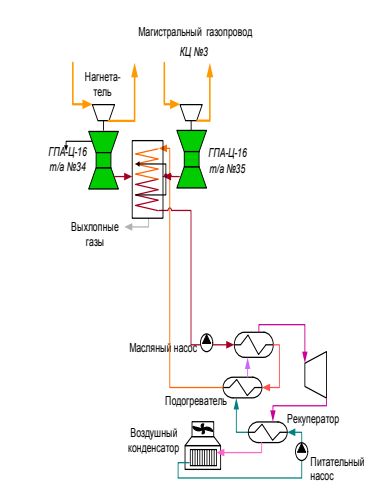 Магистральный газопровод
КЦ №3
Нагнета-
тель
ГПА-Ц-16
т/а №34
ГПА-Ц-16
т/а №35
Выхлопные
газы
Масляный насос
Подогреватель
Рекуператор
Воздушный
конденсатор
Питательный
насос